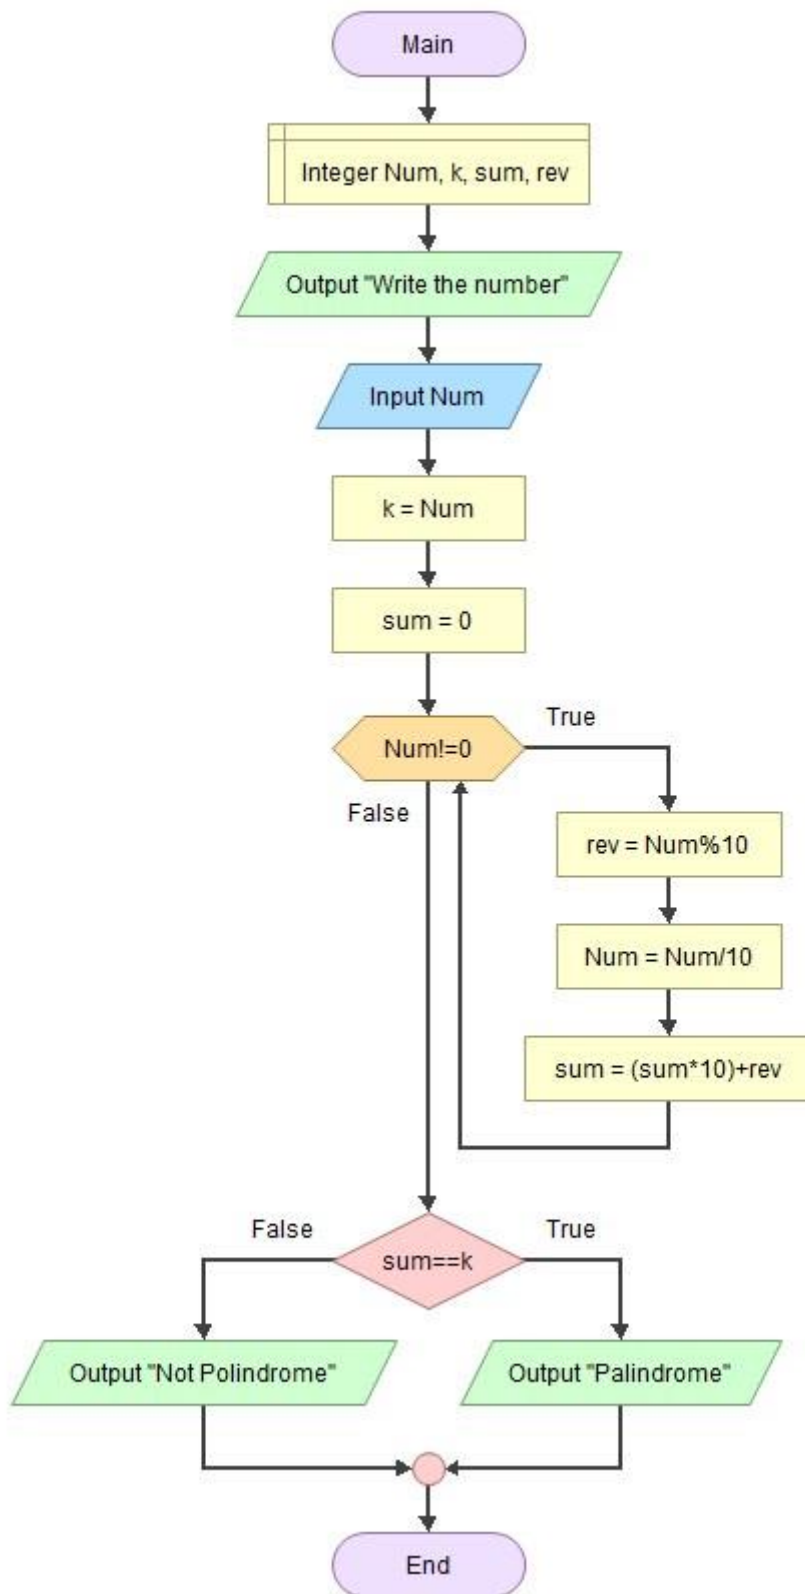 Main
Integer Num, k, sum, rev
Output "Write the number"
Input Num
k = Num
sum = 0
Num!=0
True
False
rev = Num%10
Num = Num/10
sum = (sum*10)+rev
sum==k
False
True
Output "Not Polindrome"
Output "Palindrome"
End